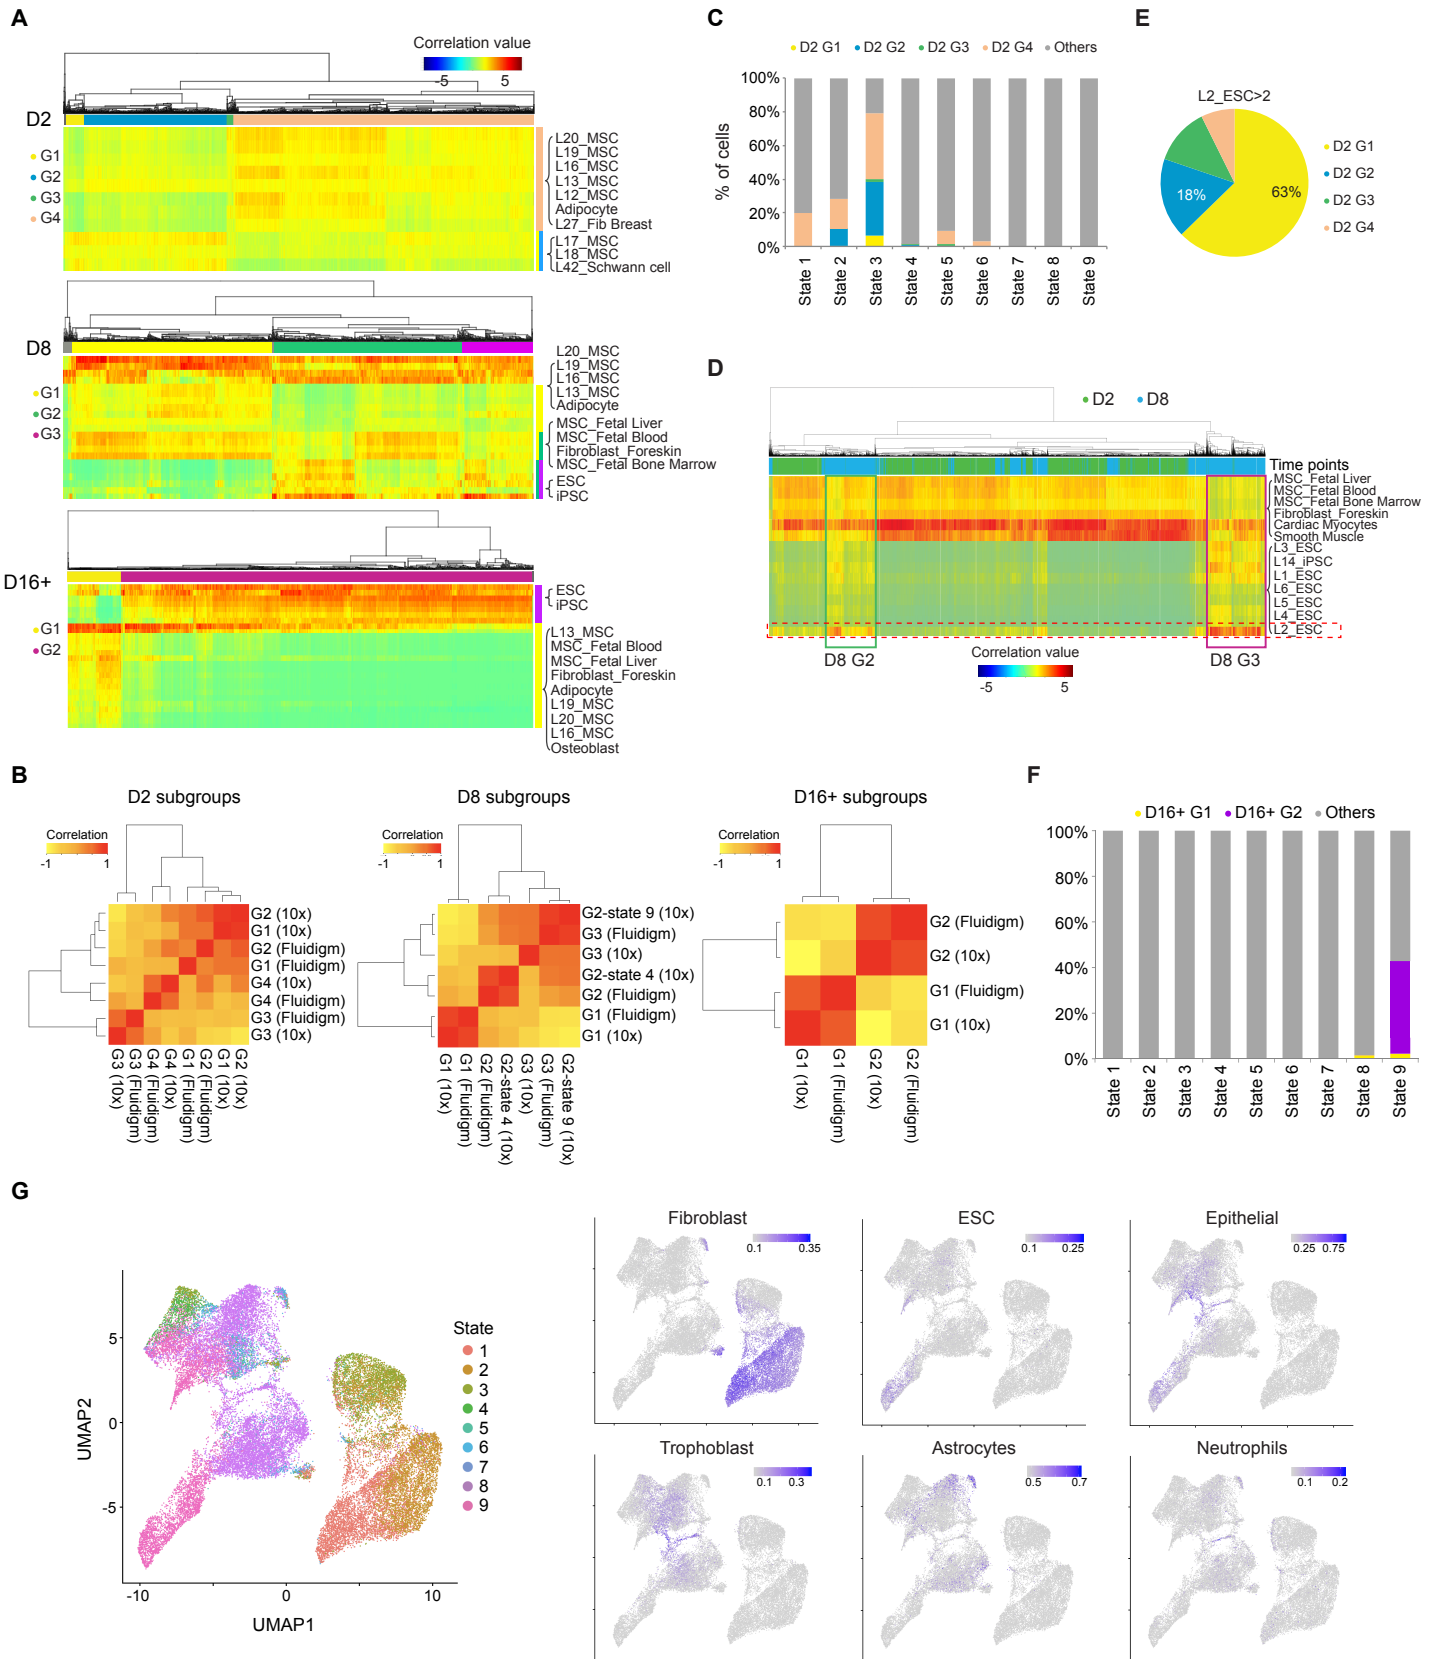 A
Correlation value
-5 5
D2
G1
G2
G3
G4
L20_MSC
L19_MSC
L16_MSC
L13_MSC
L12_MSC
Adipocyte
L27_Fib Breast
L17_MSC
L18_MSC
L42_Schwann cell
D8
G1
G2
G3
L20_MSC
L19_MSC
L16_MSC
L13_MSC
Adipocyte
MSC_Fetal Liver
MSC_Fetal Blood
Fibroblast_Foreskin
MSC_Fetal Bone Marrow
ESC
iPSC
D16+
G1
G2
ESC
iPSC
L13_MSC
MSC_Fetal Blood
MSC_Fetal Liver
Fibroblast_Foreskin
Adipocyte
L19_MSC
L20_MSC
L16_MSC
Osteoblast
C
D2 G1 D2 G2 D2 G3 D2 G4 Others
% of cells
100%
80%
60%
40%
20%
0%
State 1 State 2 State 3 State 4 State 5 State 6 State 7 State 8 State 9
E
L2_ESC>2
63%
18%
D2 G1
D2 G2
D2 G3
D2 G4
D
D2 D8
Time points
MSC_Fetal Liver
MSC_Fetal Blood
MSC_Fetal Bone Marrow
Fibroblast_Foreskin
Cardiac Myocytes
Smooth Muscle
L3_ESC
L14_iPSC
L1_ESC
L6_ESC
L5_ESC
L4_ESC
L2_ESC
D8 G2
D8 G3
Correlation value
-5 5
B
D2 subgroups
Correlation
-1 1
G2 (10x)
G1 (10x)
G2 (Fluidigm)
G1 (Fluidigm)
G4 (10x)
G4 (Fluidigm)
G3 (Fluidigm)
G3 (10x)
G3 (10x)
G3 (Fluidigm)
G4 (Fluidigm)
G4 (10x)
G1 (Fluidigm)
G2 (Fluidigm)
G1 (10x)
G2 (10x)
D8 subgroups
Correlation
-1 1
G2-state 9 (10x)
G3 (Fluidigm)
G3 (10x)
G2-state 4 (10x)
G2 (Fluidigm)
G1 (Fluidigm)
G1 (10x)
G1 (10x)
G1 (Fluidigm)
G2 (Fluidigm)
G2-state 4 (10x)
G3 (10x)
G3 (Fluidigm)
G2-state 9 (10x)
D16+ subgroups
Correlation
-1 1
G2 (Fluidigm)
G2 (10x)
G1 (Fluidigm)
G1 (10x)
G1 (10x)
G1 (Fluidigm)
G2 (10x)
G2 (Fluidigm)
F
D16+ G1 D16+ G2 Others
100%
80%
60%
40%
20%
0%
State 1 State 2 State 3 State 4 State 5 State 6 State 7 State 8 State 9
G
UMAP2
5
0
-5
-10 0 10
UMAP1
State
1
2
3
4
5
6
7
8
9
Fibroblast
0.1 0.35
ESC
0.1 0.25
Epithelial
0.25 0.75
Trophoblast
0.1 0.3
Astrocytes
0.5 0.7
Neutrophils
0.1 0.2